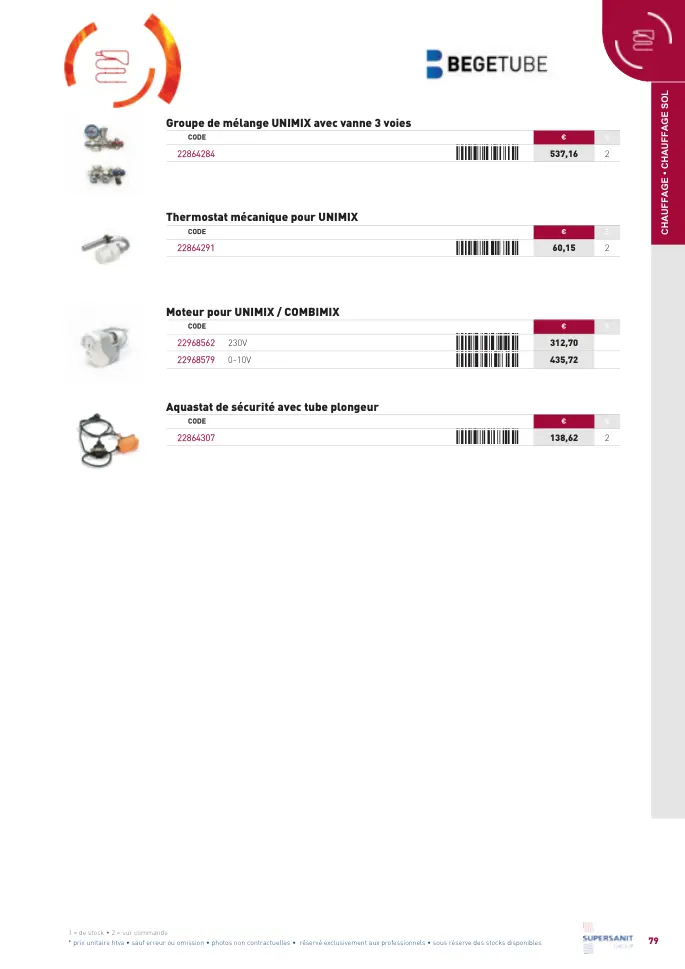 BEGETUBE
CHAUFFAGE • CHAUFFAGE SOL
Groupe de mélange UNIMIX avec vanne 3 voies
CODE €
22864284 537,16 2
Thermostat mécanique pour UNIMIX
CODE €
22864291 60,15 2
Moteur pour UNIMIX / COMBIMIX
CODE €
22968562 230V 312,70
22968579 0-10V 435,72
Aquastat de sécurité avec tube plongeur
CODE €
22864307 138,62 2
1 = de stock • 2 = sur commande
* prix unitaire htva • sauf erreur ou omission • photos non contractuelles • réservé exclusivement aux professionnels • sous réserve des stocks disponibles
SUPERSANIT
GROUP
79